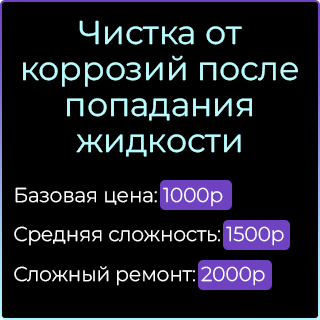 Чистка от
коррозий после
попадания
жидкости
Базовая цена: 1000р
Средняя сложность: 1500р
Сложный ремонт: 2000р